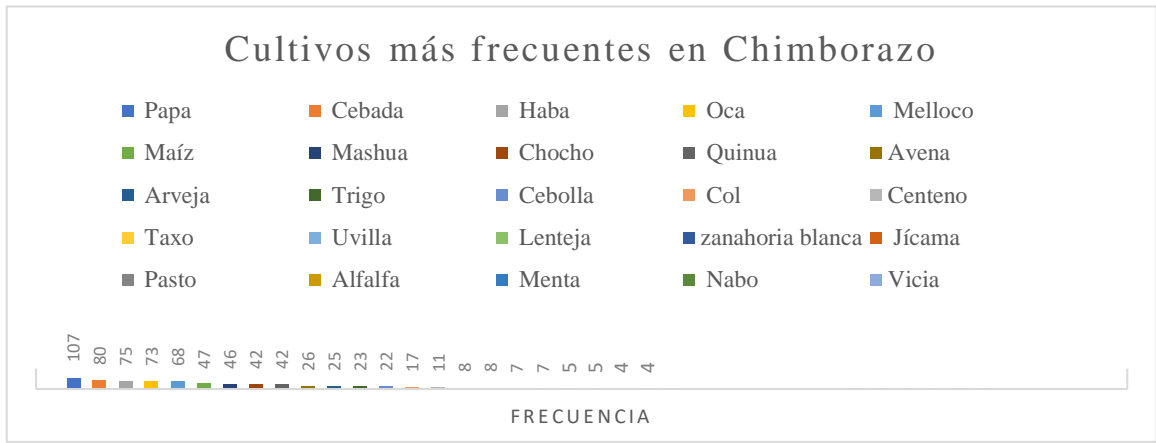 Cultivos más frecuentes en Chimborazo
Papa Cebada Haba Oca Melloco
Maíz Mashua Chocho Quinua Avena
Arveja Trigo Cebolla Col Centeno
Taxo Uvilla Lenteja zanahoria blanca Jícama
Pasto Alfalfa Menta Nabo Vicia
107 80 75 73 68 47 46 42 42 26 25 23 22 17 11 8 8 7 7 5 5 4 4
FRECUENCIA